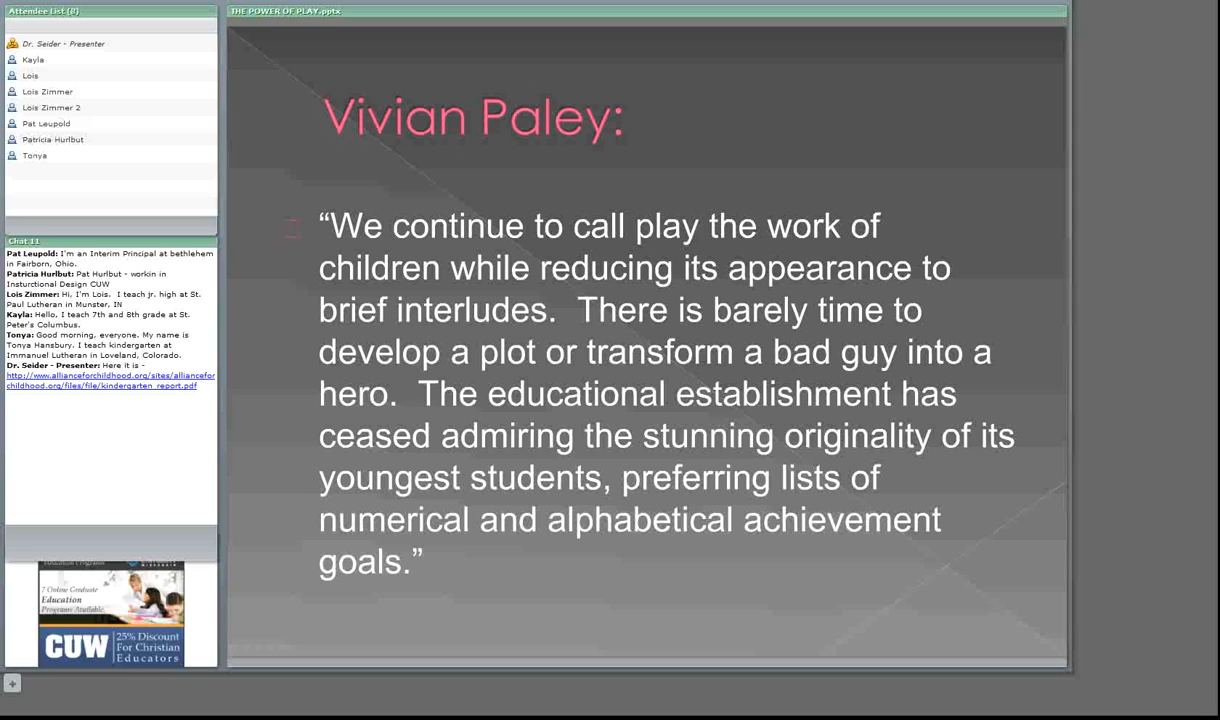 Attendee List (8)
Dr. Seider - Presenter
Kayla
Lois
Lois Zimmer
Lois Zimmer 2
Pat Leupold
Patricia Hurlbut
Tonya
Chat 11
Pat Leupold: I'm an Interim Principal at bethlehem
in Fairborn, Ohio.
Patricia Hurlbut: Pat Hurlbut - workin in
Insturctional Design CUW
Lois Zimmer: Hi, I'm Lois. I teach jr. high at St.
Paul Lutheran in Munster, IN
Kayla: Hello, I teach 7th and 8th grade at St.
Peter's Columbus.
Tonya: Good morning, everyone. My name is
Tonya Hansbury. I teach kindergarten at
Immanuel Lutheran in Loveland, Colorado.
Dr. Seider - Presenter: Here it is -
http://www.allianceforchildhood.org/sites/alliancefor
childhood.org/files/file/kindergarten_report.pdf
Education Programs
7 Online Graduate
Education
Programs Available.
CUW
25% Discount
For Christian
Educators
THE POWER OF PLAY.pptx
Vivian Paley:
“We continue to call play the work of
children while reducing its appearance to
brief interludes. There is barely time to
develop a plot or transform a bad guy into a
hero. The educational establishment has
ceased admiring the stunning originality of its
youngest students, preferring lists of
numerical and alphabetical achievement
goals.”